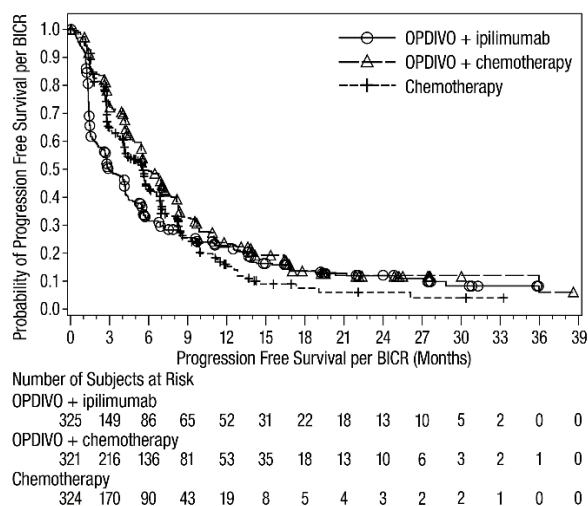 Probability of Progression Free Survival per BICR
1.0
0.9
0.8
0.7
0.6
0.5
0.4
0.3
0.2
0.1
0.0
OPDIVO + ipilimumab
OPDIVO + chemotherapy
Chemotherapy
0 3 6 9 12 15 18 21 24 27 30 33 36 39
Progression Free Survival per BICR (Months)
Number of Subjects at Risk
OPDIVO + ipilimumab
325 149 86 65 52 31 22 18 13 10 5 2 0 0
OPDIVO + chemotherapy
321 216 136 81 53 35 18 13 10 6 3 2 1 0
Chemotherapy
324 170 90 43 19 8 5 4 3 2 2 1 0 0